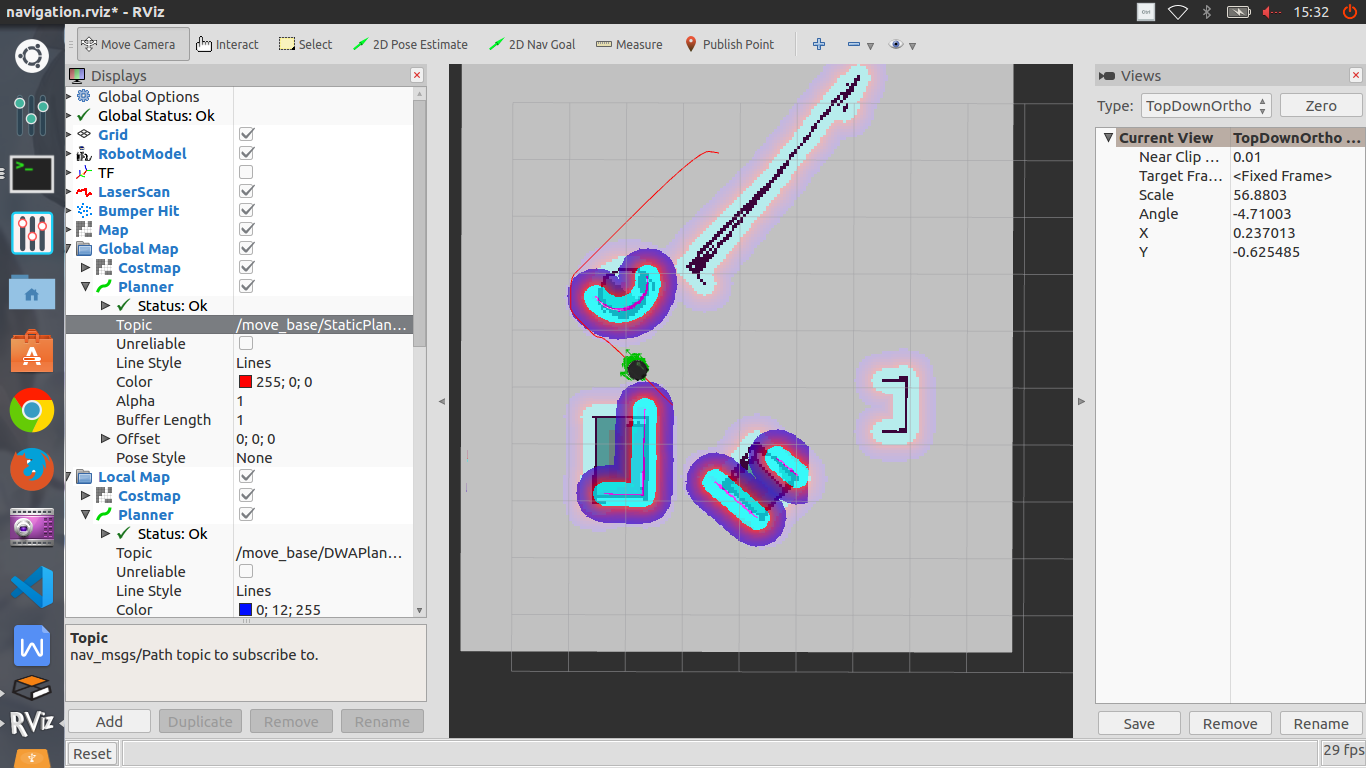 navigation.rviz* - RViz
15:32
Move Camera Interact Select 2D Pose Estimate 2D Nav Goal Measure Publish Point
Displays
Global Options
Global Status: Ok
Grid
RobotModel
TF
LaserScan
Bumper Hit
Map
Global Map
Costmap
Planner
Status: Ok
Topic /move_base/StaticPlan...
Unreliable
Line Style Lines
Color 255; 0; 0
Alpha 1
Buffer Length 1
Offset 0; 0; 0
Pose Style None
Local Map
Costmap
Planner
Status: Ok
Topic /move_base/DWAPlan...
Unreliable
Line Style Lines
Color 0; 12; 255
Topic
nav_msgs/Path topic to subscribe to.
Add Duplicate Remove Rename
Reset
Views
Type: TopDownOrtho Zero
Current View TopDownOrtho ...
Near Clip ... 0.01
Target Fra... <Fixed Frame>
Scale 56.8803
Angle -4.71003
X 0.237013
Y -0.625485
Save Remove Rename
29 fps
RViz